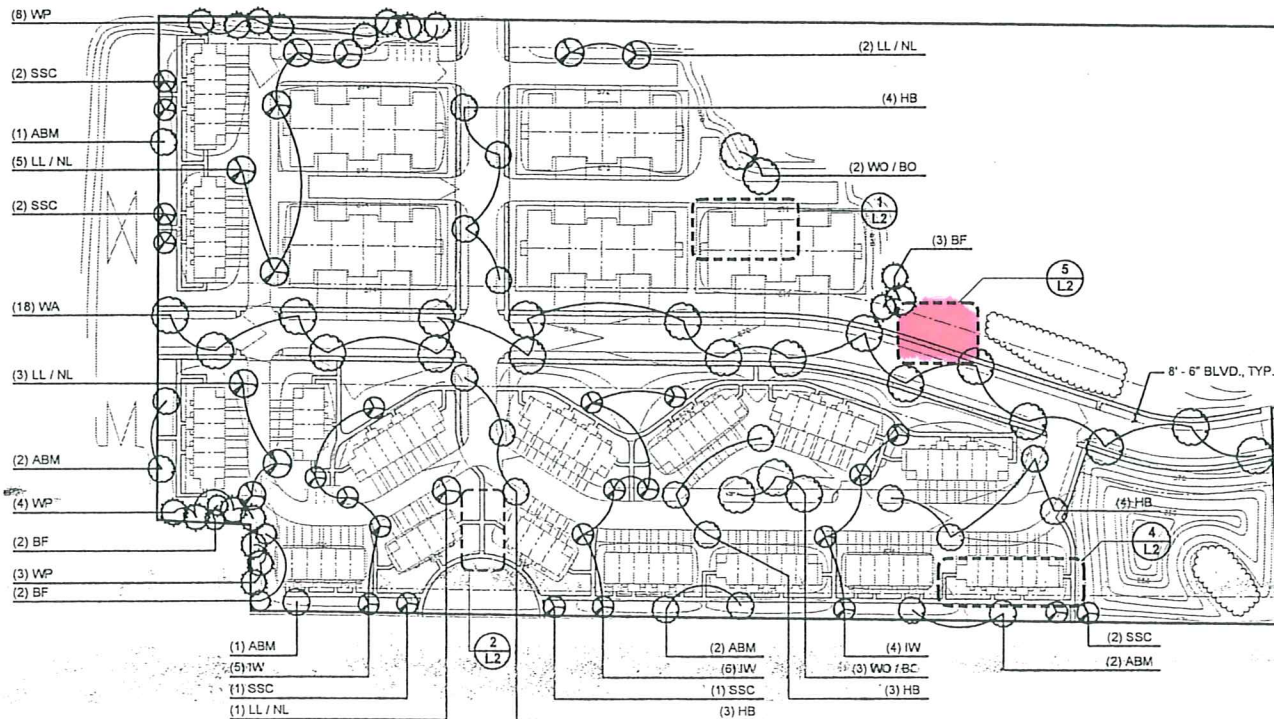 (8) WP
(2) LL / NL
(2) SSC
(4) HB
(1) ABM
(5) LL / NL
(2) WO / BO
(2) SSC
1
L2
(3) BF
5
L2
(18) WA
(3) LL / NL
8' - 6" BLVD., TYP.
(2) ABM
(4) WP
(4) HB
(2) BF
4
L2
(3) WP
(2) BF
(1) ABM
2
L2
(2) ABM
(4) IW
(2) SSC
(5) IW
(6) IW
(3) WO / BO
(2) ABM
(1) SSC
(1) SSC
(3) HB
(1) LL / NL
(3) HB